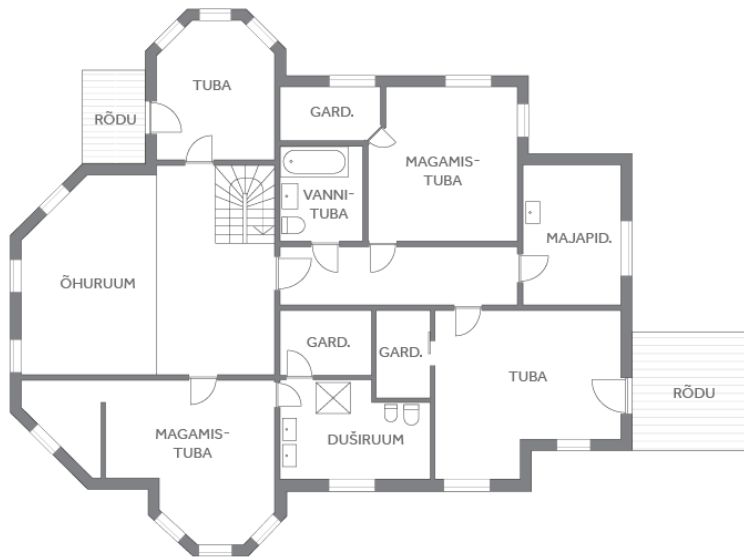 TUBA
RÕDU
GARD.
MAGAMIS-
TUBA
VANNI-
TUBA
MAJAPID.
ÕHURUUM
GARD.
GARD.
TUBA
RÕDU
MAGAMIS-
TUBA
DUŠIRUUM